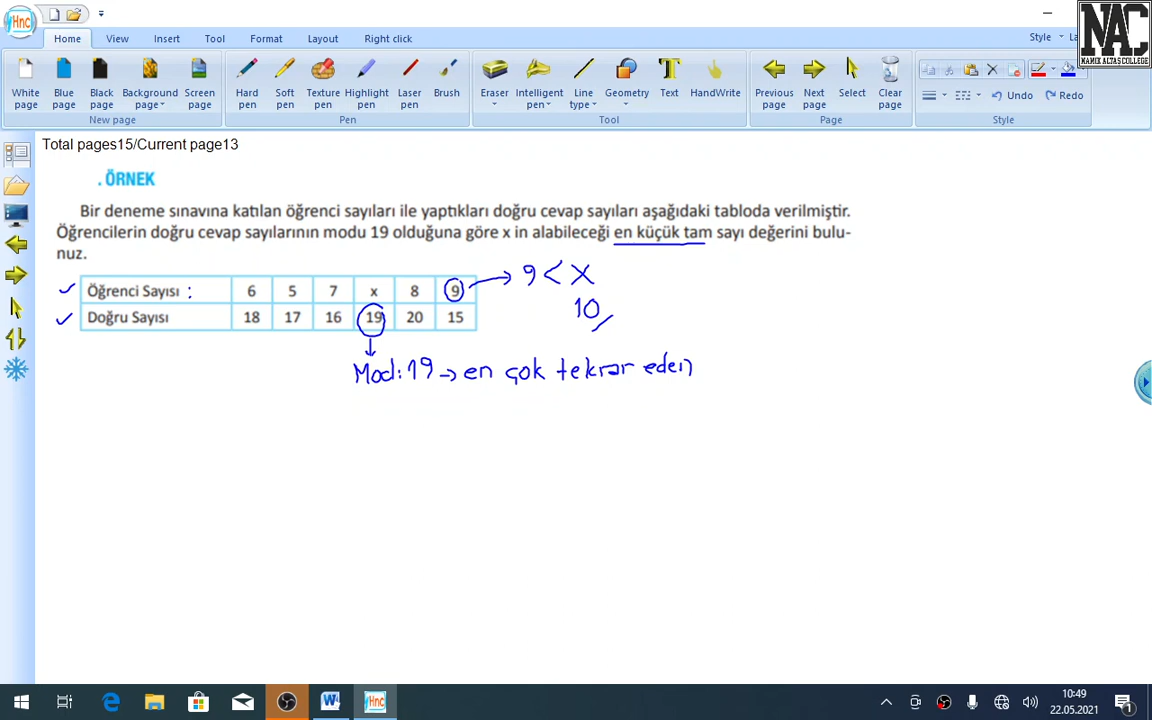 Hnc
NAC
NAMIK ALTAS COLLEGE
Home View Insert Tool Format Layout Right click
Style
White page Blue page Black page Background page Screen page Hard pen Soft pen Texture pen Highlight pen Laser pen Brush Eraser Intelligent pen Line type Geometry Text HandWrite Previous page Next page Select Clear page Undo Redo
New page Pen Tool Page Style
Total pages15/Current page13
. ÖRNEK
Bir deneme sınavına katılan öğrenci sayıları ile yaptıkları doğru cevap sayıları aşağıdaki tabloda verilmiştir.
Öğrencilerin doğru cevap sayılarının modu 19 olduğuna göre x in alabileceği en küçük tam sayı değerini bulu-
nuz.
9 < x
Öğrenci Sayısı : 6 5 7 x 8 9
10
Doğru Sayısı 18 17 16 19 20 15
Mod: 19 → en çok tekrar eden
Hnc
10:49
22.05.2021
1